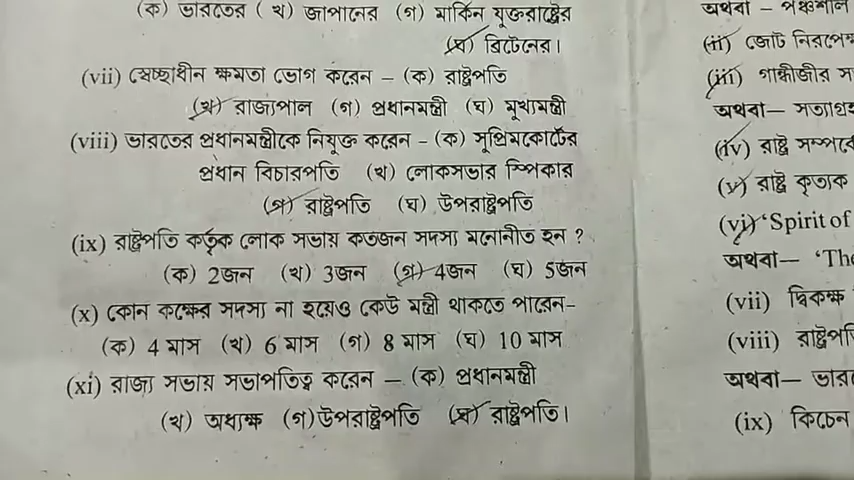 (ক) ভারতের (খ) জাপানের (গ) মার্কিন যুক্তরাষ্ট্রের
(ঘ) ব্রিটেনের।
(vii) স্বেচ্ছাধীন ক্ষমতা ভোগ করেন – (ক) রাষ্ট্রপতি
(খ) রাজ্যপাল (গ) প্রধানমন্ত্রী (ঘ) মুখ্যমন্ত্রী
(viii) ভারতের প্রধানমন্ত্রীকে নিযুক্ত করেন – (ক) সুপ্রিমকোর্টের
প্রধান বিচারপতি (খ) লোকসভার স্পিকার
(গ) রাষ্ট্রপতি (ঘ) উপরাষ্ট্রপতি
(ix) রাষ্ট্রপতি কর্তৃক লোক সভায় কতজন সদস্য মনোনীত হন ?
(ক) 2জন (খ) 3জন (গ) 4জন (ঘ) 5জন
(x) কোন কক্ষের সদস্য না হয়েও কেউ মন্ত্রী থাকতে পারেন–
(ক) 4 মাস (খ) 6 মাস (গ) 8 মাস (ঘ) 10 মাস
(xi) রাজ্য সভায় সভাপতিত্ব করেন – (ক) প্রধানমন্ত্রী
(খ) অধ্যক্ষ (গ) উপরাষ্ট্রপতি (ঘ) রাষ্ট্রপতি।
অথবা – পঞ্চশীল
(ii) জোট নিরপেক্ষ
(iii) গান্ধীজীর স
অথবা— সত্যাগ্রহ
(iv) রাষ্ট্র সম্পর্কে
(v) রাষ্ট্র কৃত্যক
(vi) ‘Spirit of
অথবা— ‘The
(vii) দ্বিকক্ষ
(viii) রাষ্ট্রপতি
অথবা— ভারত
(ix) কিচেন